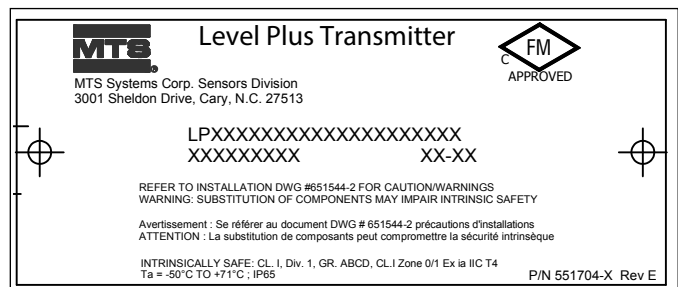 MTS
Level Plus Transmitter
FM
C
APPROVED
MTS Systems Corp. Sensors Division
3001 Sheldon Drive, Cary, N.C. 27513
LPXXXXXXXXXXXXXXXXXXXX
XXXXXXXXX XX-XX
REFER TO INSTALLATION DWG #651544-2 FOR CAUTION/WARNINGS
WARNING: SUBSTITUTION OF COMPONENTS MAY IMPAIR INTRINSIC SAFETY
Avertissement : Se référer au document DWG # 651544-2 précautions d'installations
ATTENTION : La substitution de composants peut compromettre la sécurité intrinsèque
INTRINSICALLY SAFE: CL. I, Div. 1, GR. ABCD, CL.I Zone 0/1 Ex ia IIC T4
Ta = -50°C TO +71°C ; IP65
P/N 551704-X Rev E